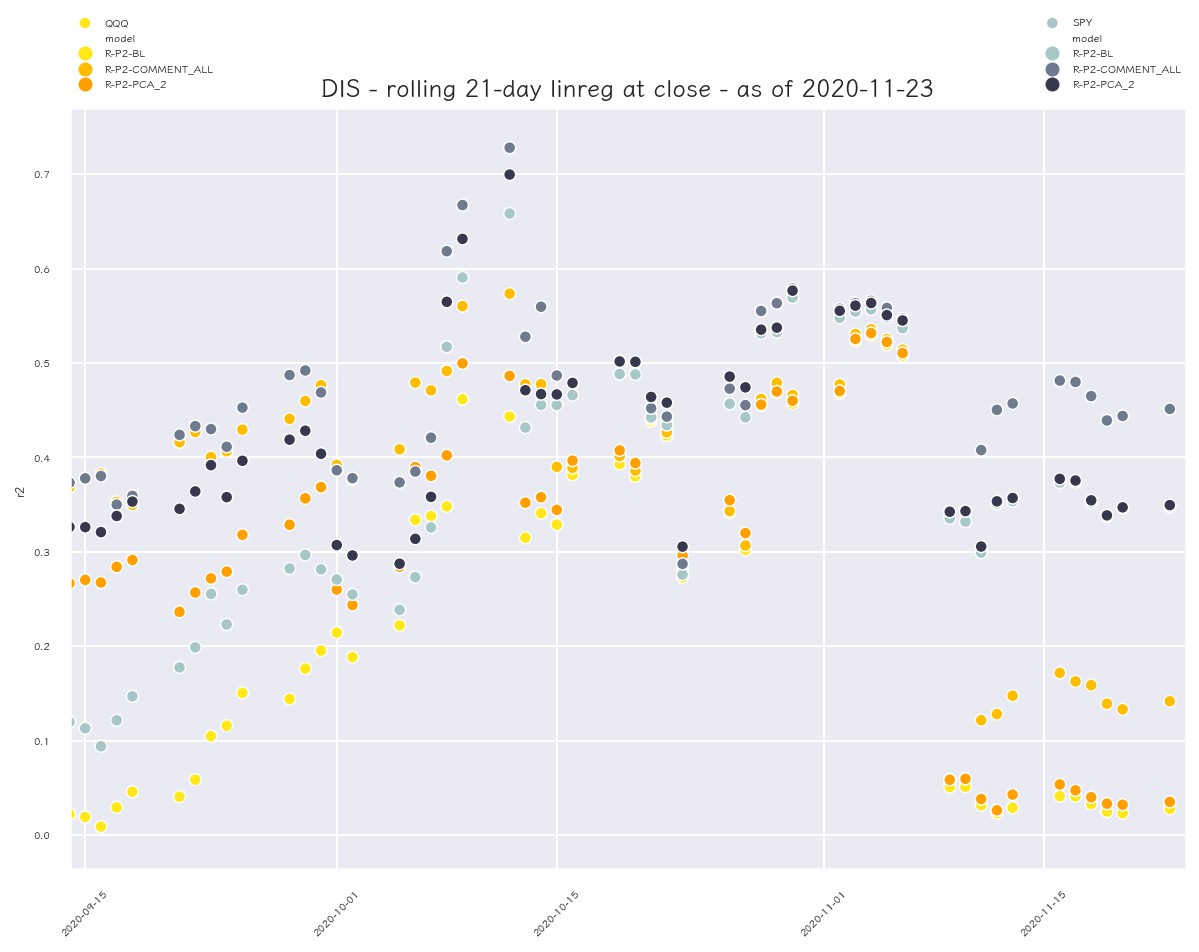 QQQ
model
R-P2-BL
R-P2-COMMENT_ALL
R-P2-PCA_2
SPY
model
R-P2-BL
R-P2-COMMENT_ALL
R-P2-PCA_2
DIS - rolling 21-day linreg at close - as of 2020-11-23
r2
0.7
0.6
0.5
0.4
0.3
0.2
0.1
0.0
2020-09-15
2020-10-01
2020-10-15
2020-11-01
2020-11-15